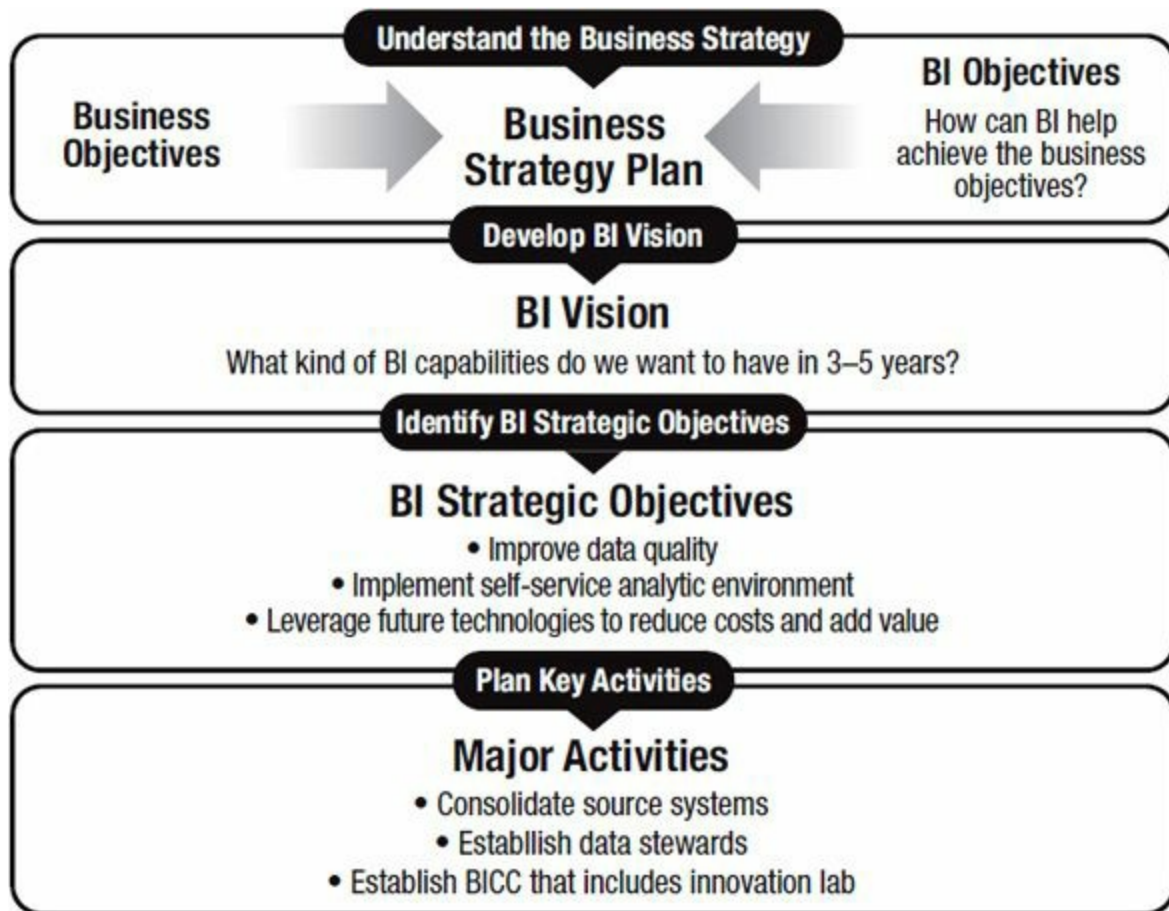 Understand the Business Strategy
Business
Objectives
Business
Strategy Plan
BI Objectives
How can BI help
achieve the business
objectives?
Develop BI Vision
BI Vision
What kind of BI capabilities do we want to have in 3–5 years?
Identify BI Strategic Objectives
BI Strategic Objectives
• Improve data quality
• Implement self-service analytic environment
• Leverage future technologies to reduce costs and add value
Plan Key Activities
Major Activities
• Consolidate source systems
• Establlish data stewards
• Establish BICC that includes innovation lab